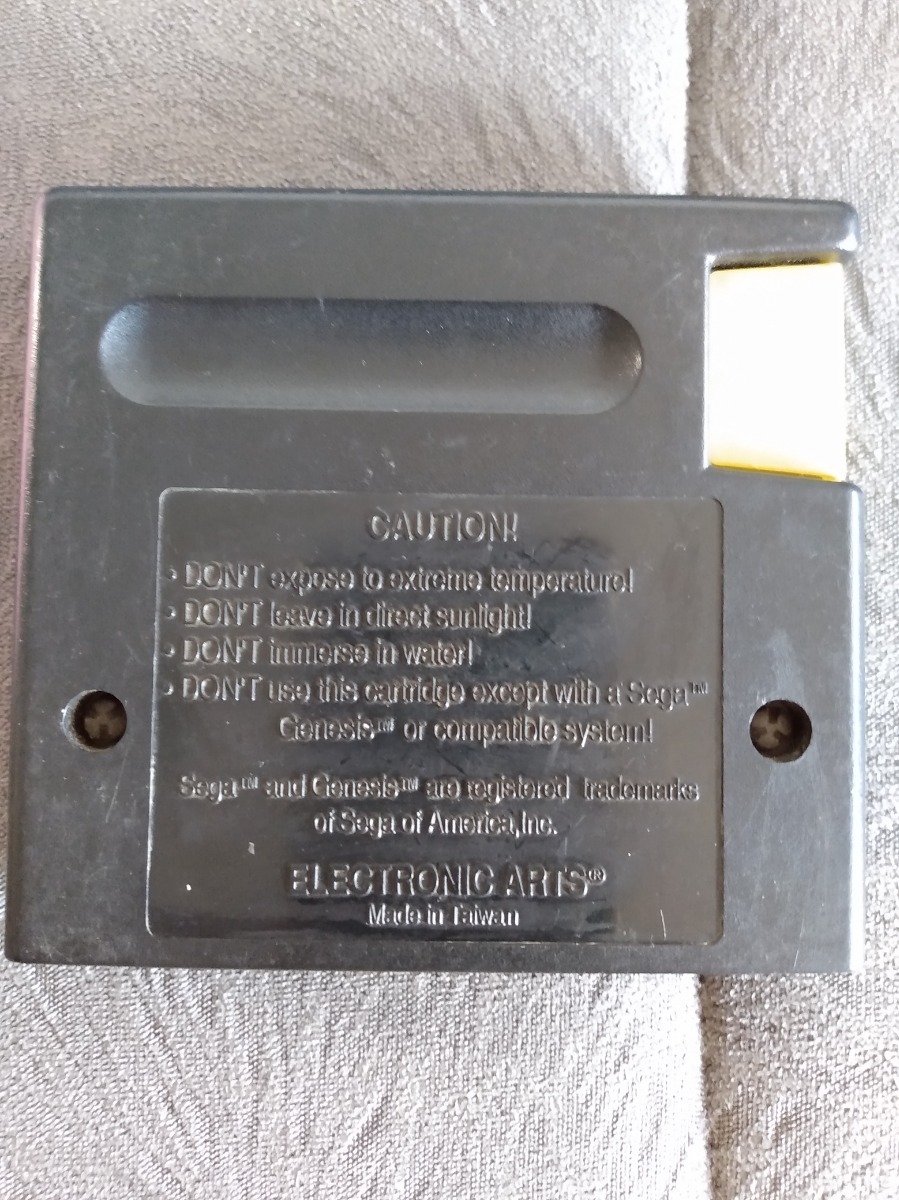 CAUTION!
• DON'T expose to extreme temperature!
• DON'T leave in direct sunlight!
• DON'T immerse in water!
• DON'T use this cartridge except with a Sega™
Genesis™ or compatible system!
Sega™ and Genesis™ are registered trademarks
of Sega of America,Inc.
ELECTRONIC ARTS®
Made in Taiwan